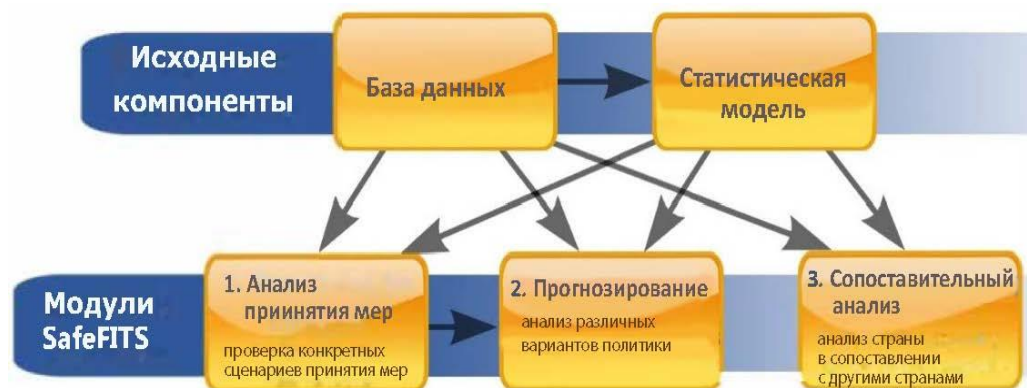 Исходные
компоненты
База данных
Статистическая
модель
Модули
SafeFITS
1. Анализ
приинятия мер
проверка конкретных
сценариев принятия мер
2. Прогнозирование
анализ различных
вариантов политики
3. Сопоставительный
анализ
анализ страны
в сопоставлении
с другими странами